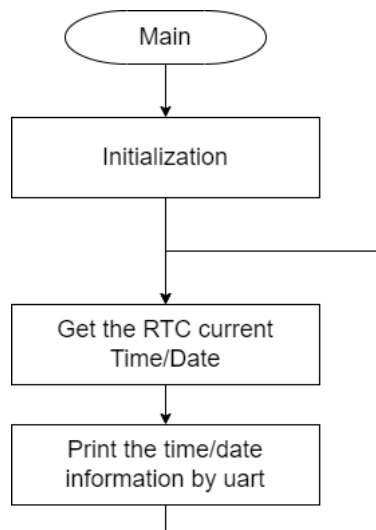 Main
Initialization
Get the RTC current
Time/Date
Print the time/date
information by uart